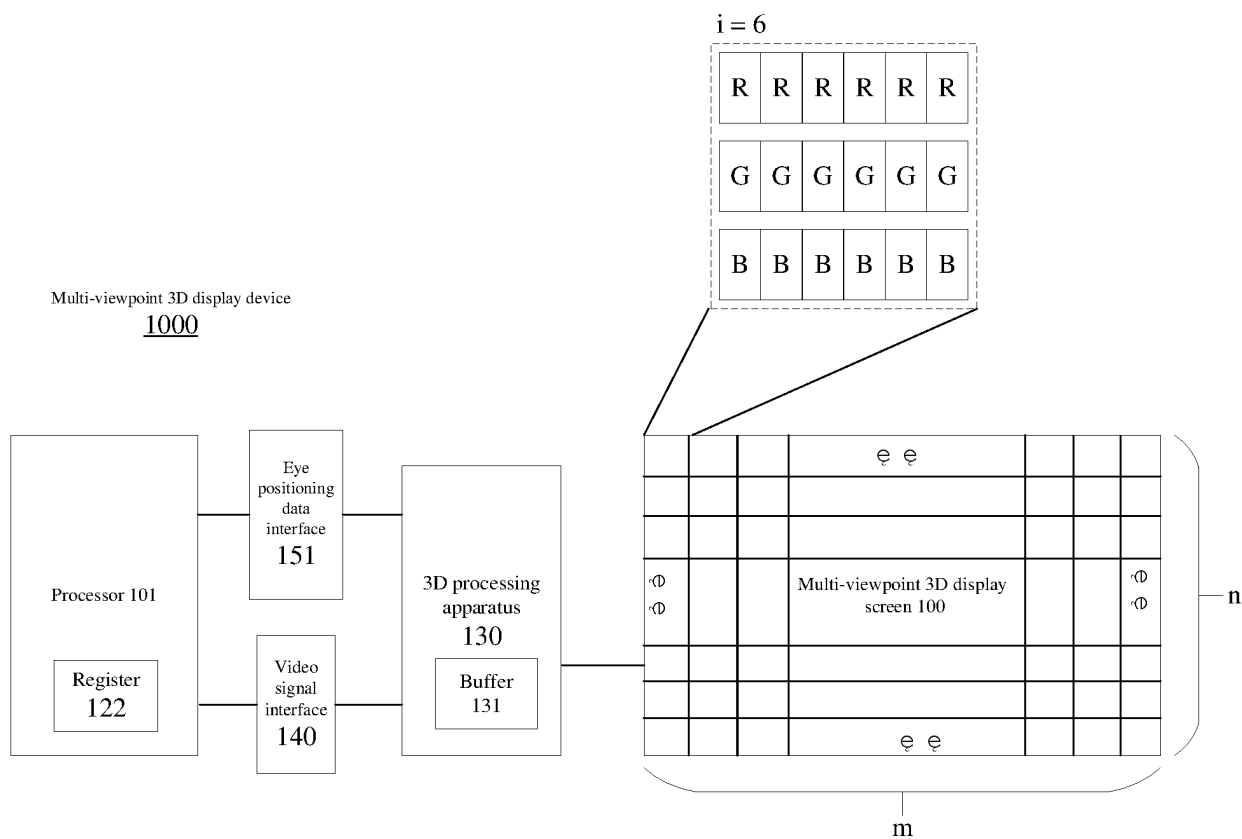 i = 6
R R R R R R
G G G G G G
B B B B B B
Multi-viewpoint 3D display device
1000
Eye
positioning
data
interface
151
Processor 101
Register
122
Video
signal
interface
140
3D processing
apparatus
130
Buffer
131
Multi-viewpoint 3D display
screen 100
n
m